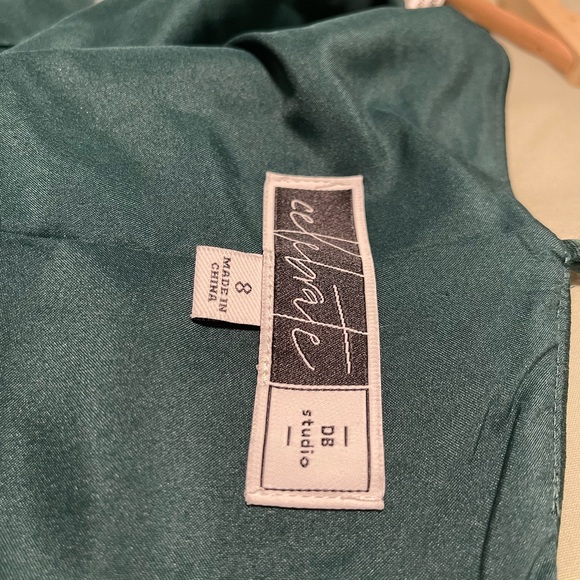 celebrate
DB
studio
8
MADE IN
CHINA